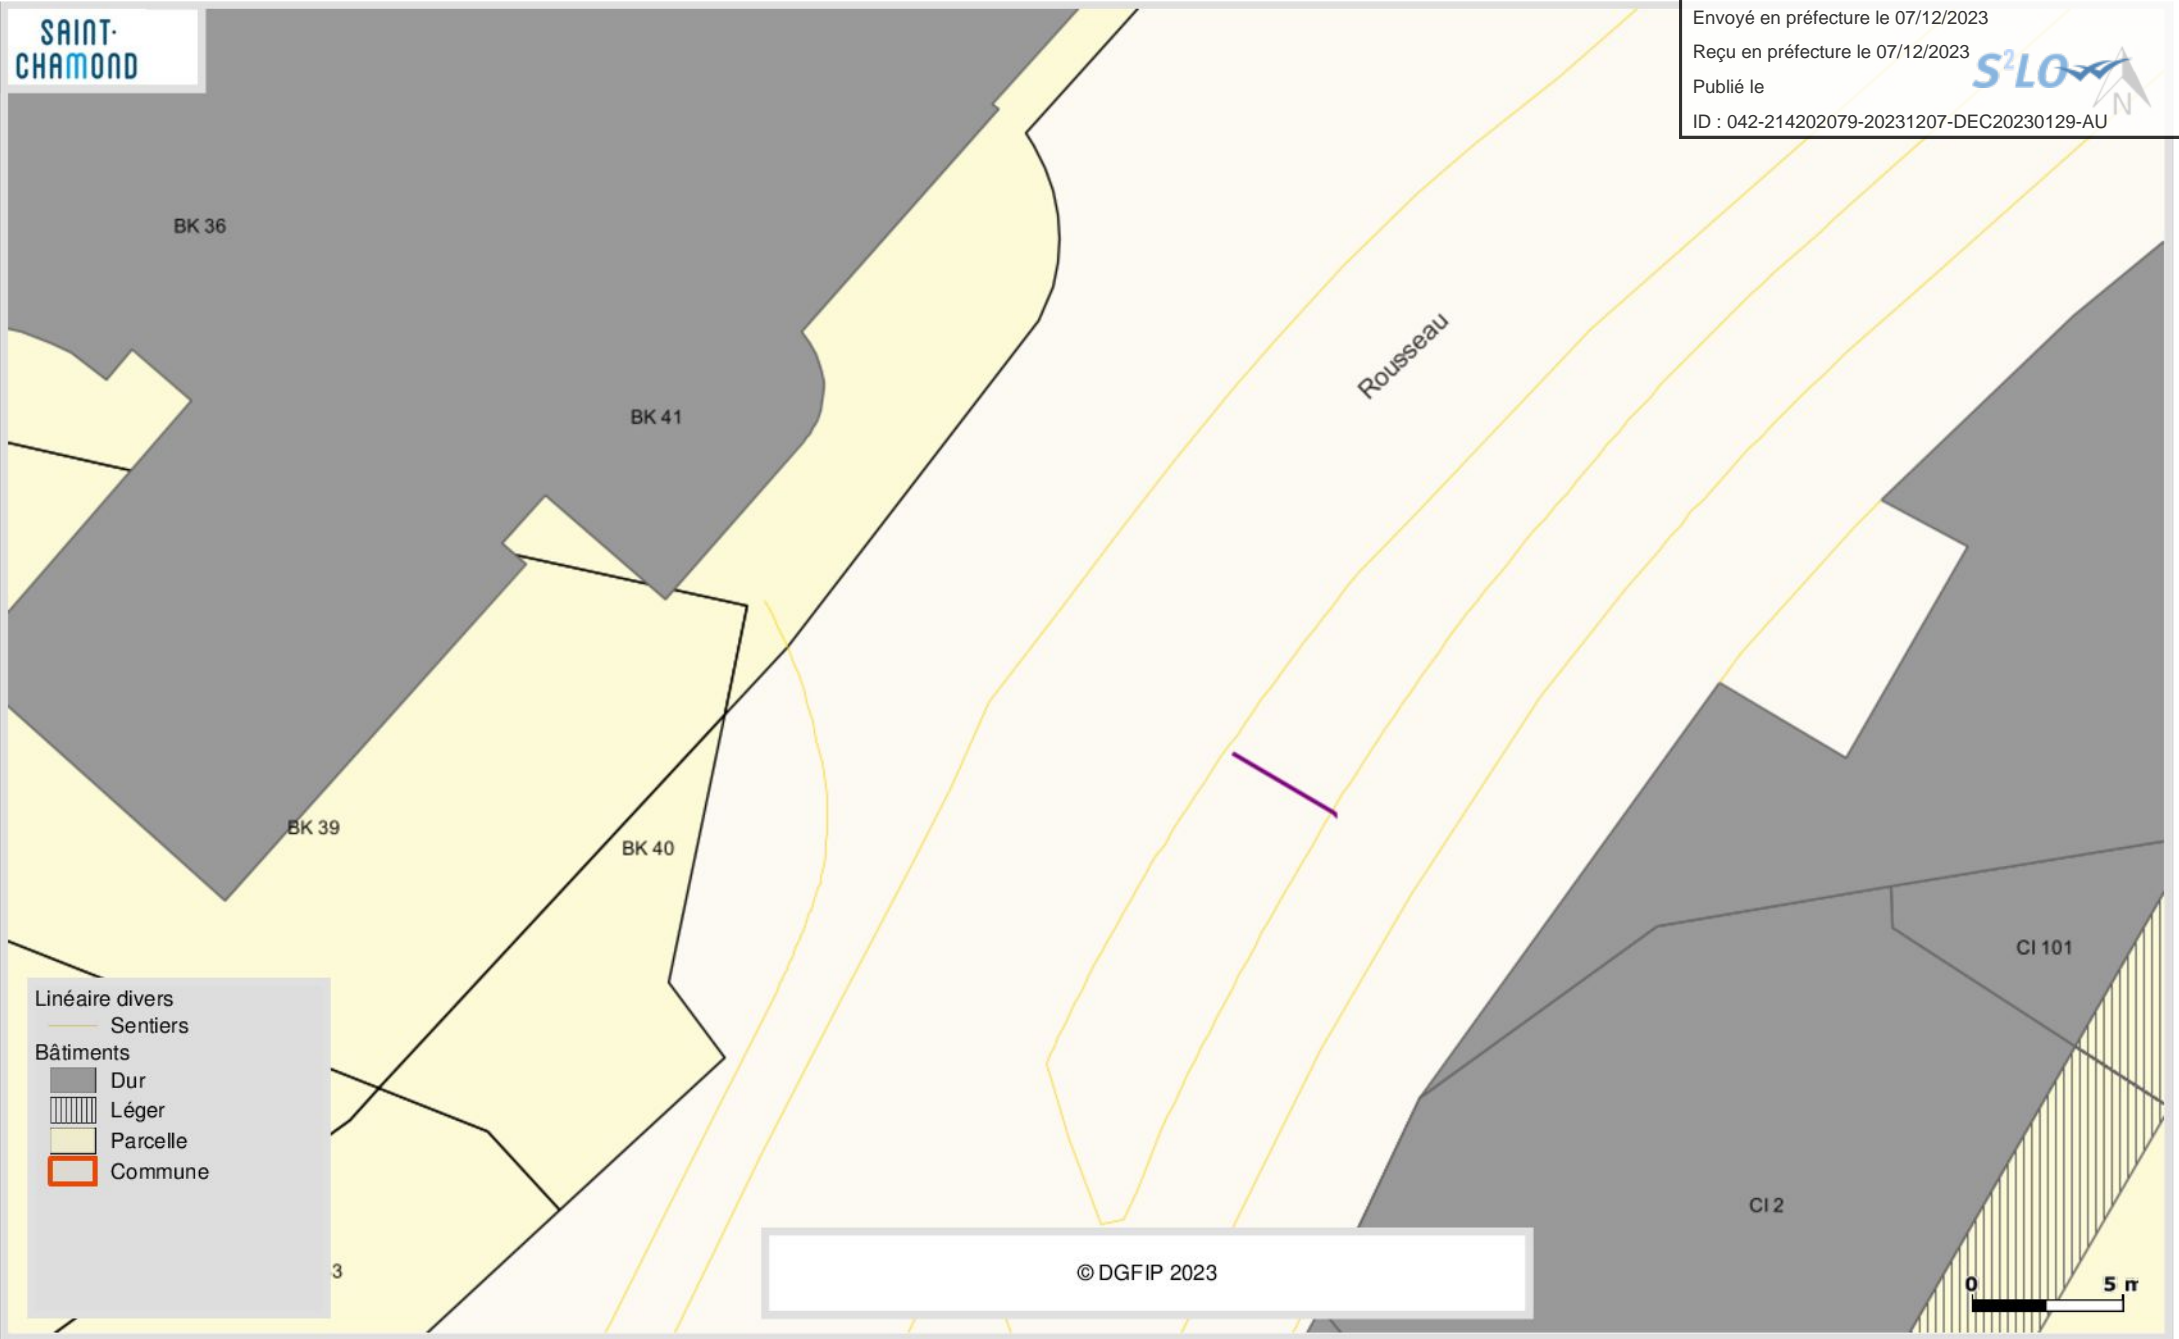 SAINT-
CHAMOND
Envoyé en préfecture le 07/12/2023
Reçu en préfecture le 07/12/2023
Publié le
S²LO
N
ID : 042-214202079-20231207-DEC20230129-AU
BK 36
Rousseau
BK 41
BK 39
BK 40
CI 101
Linéaire divers
Sentiers
Bâtiments
Dur
Léger
Parcelle
Commune
CI 2
3
© DGFIP 2023
0 5 m